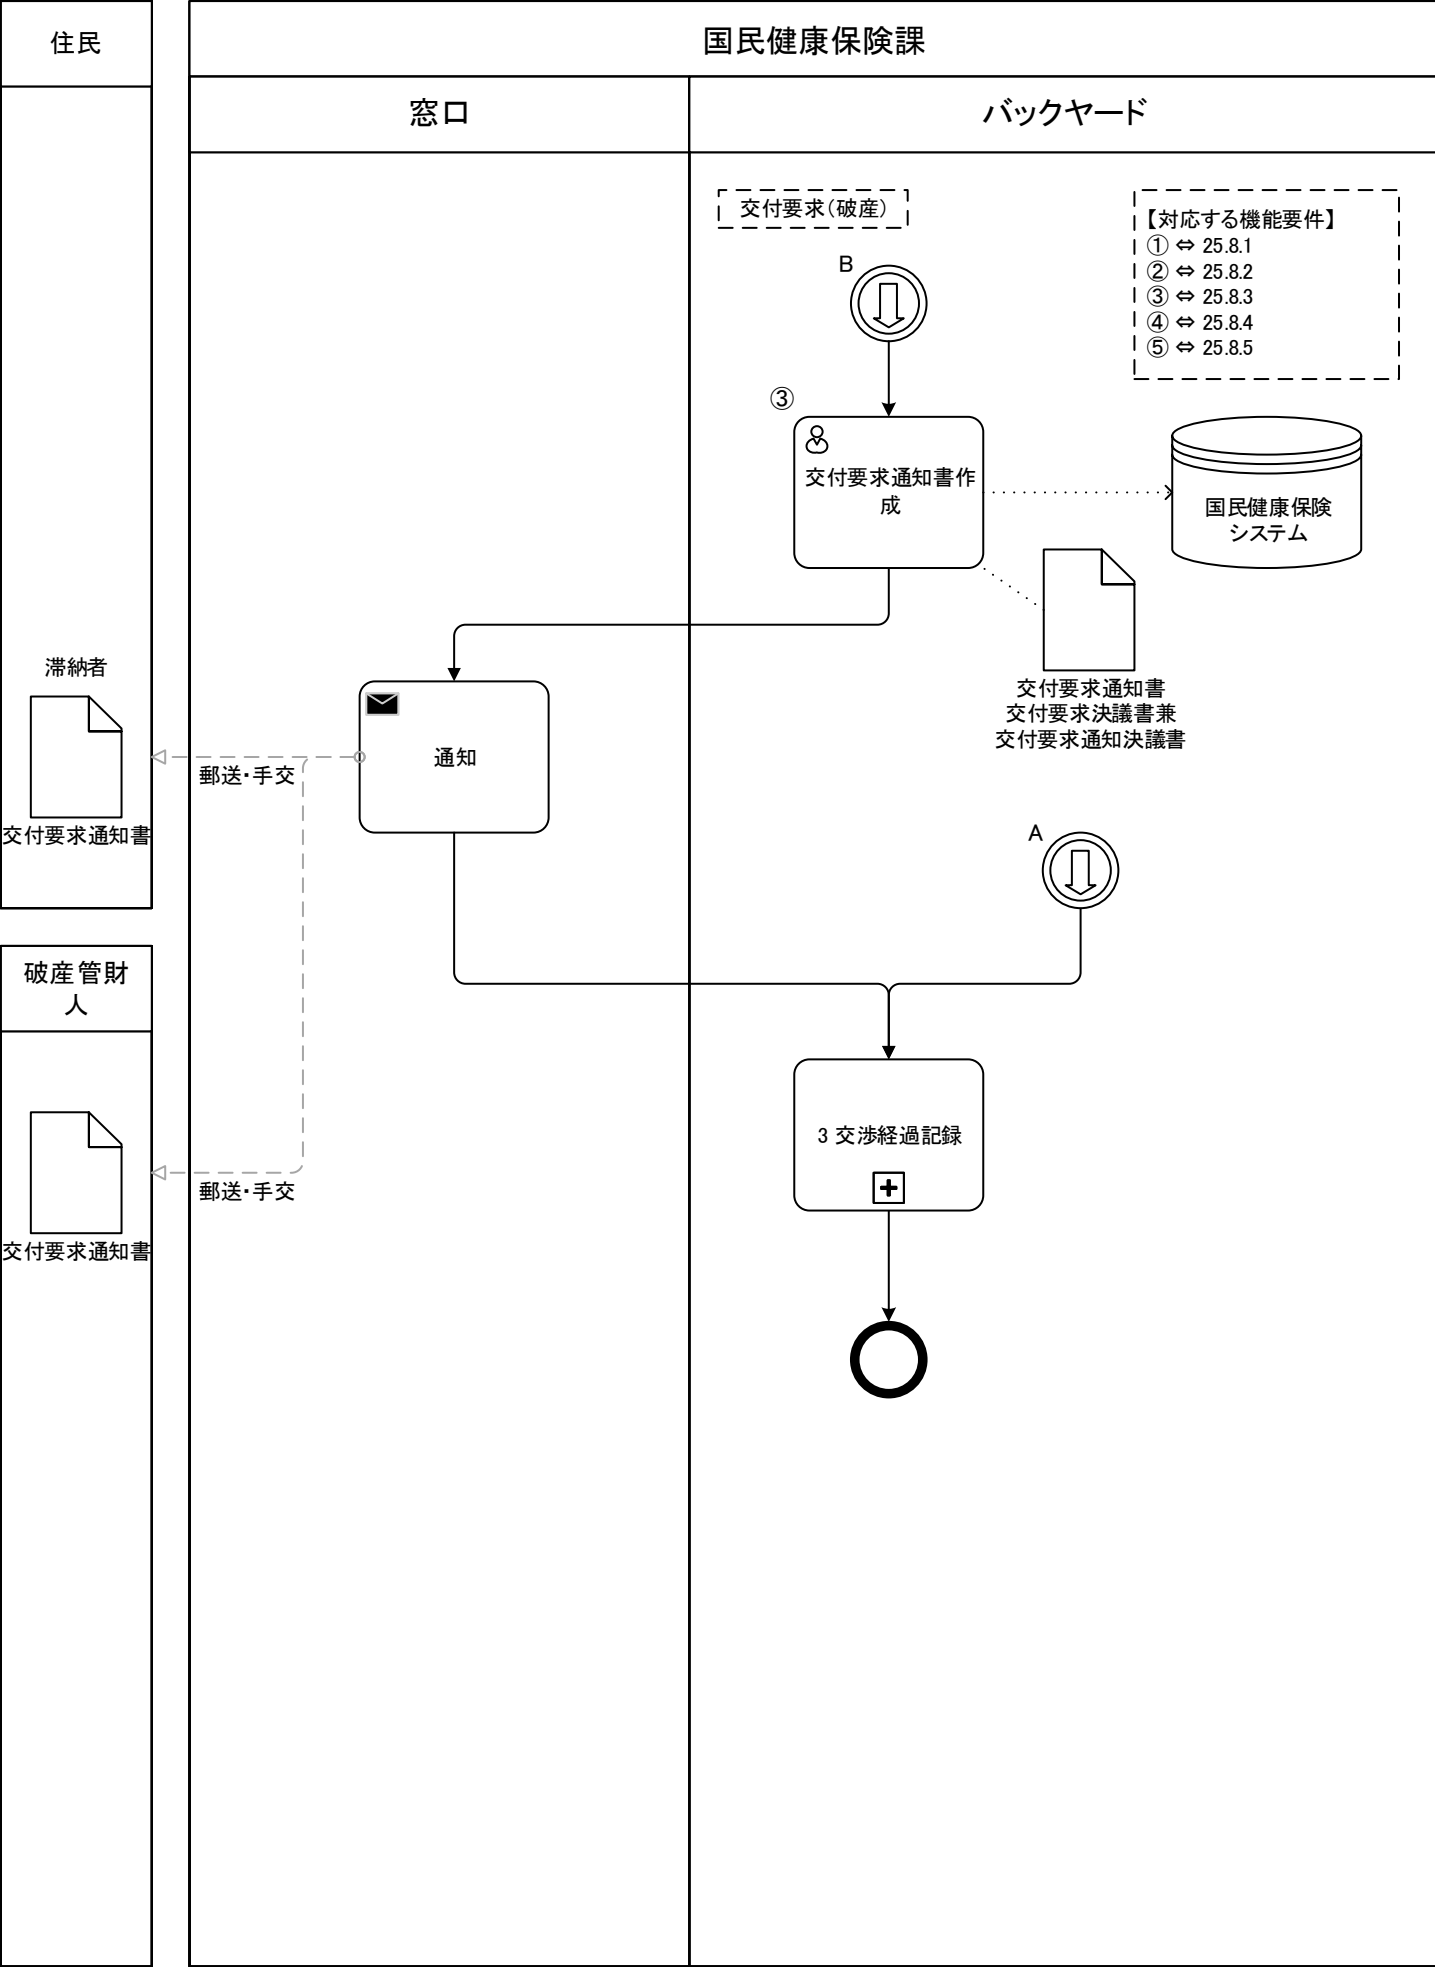 住民
国民健康保険課
窓口
バックヤード
交付要求（破産）
【対応する機能要件】
① ⇔ 25.8.1
② ⇔ 25.8.2
③ ⇔ 25.8.3
④ ⇔ 25.8.4
⑤ ⇔ 25.8.5
B
③
交付要求通知書作
成
国民健康保険
システム
交付要求通知書
交付要求決議書兼
交付要求通知決議書
滞納者
交付要求通知書
郵送・手交
通知
A
破産管財
人
交付要求通知書
郵送・手交
3 交渉経過記録